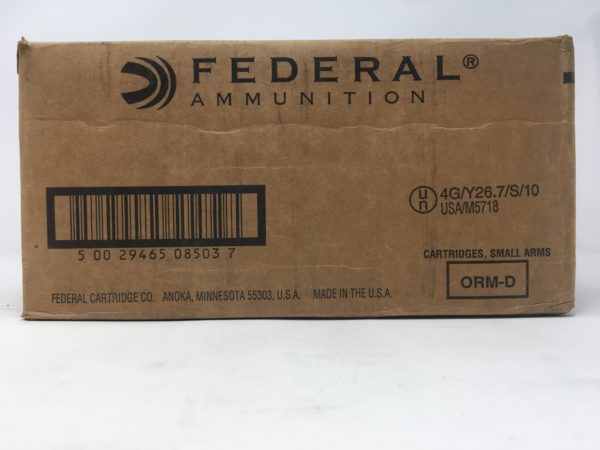 FEDERAL®
AMMUNITION
un
4G/Y26.7/S/10
USA/M5718
5 00 29465 08503 7
CARTRIDGES, SMALL ARMS
ORM-D
FEDERAL CARTRIDGE CO. ANOKA, MINNESOTA 55303, U.S.A. MADE IN THE U.S.A.